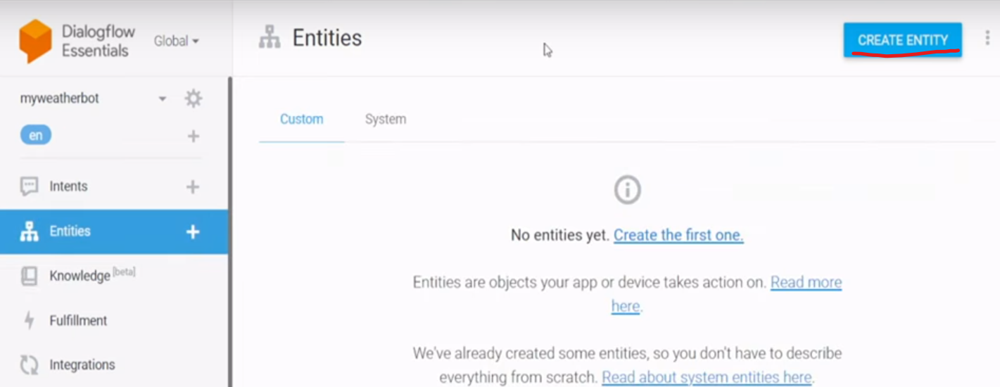 Dialogflow
Essentials
Global
myweatherbot
en
Intents
Entities
Knowledge [beta]
Fulfillment
Integrations
Entities
CREATE ENTITY
Custom
System
No entities yet. Create the first one.
Entities are objects your app or device takes action on. Read more
here.
We've already created some entities, so you don't have to describe
everything from scratch. Read about system entities here.